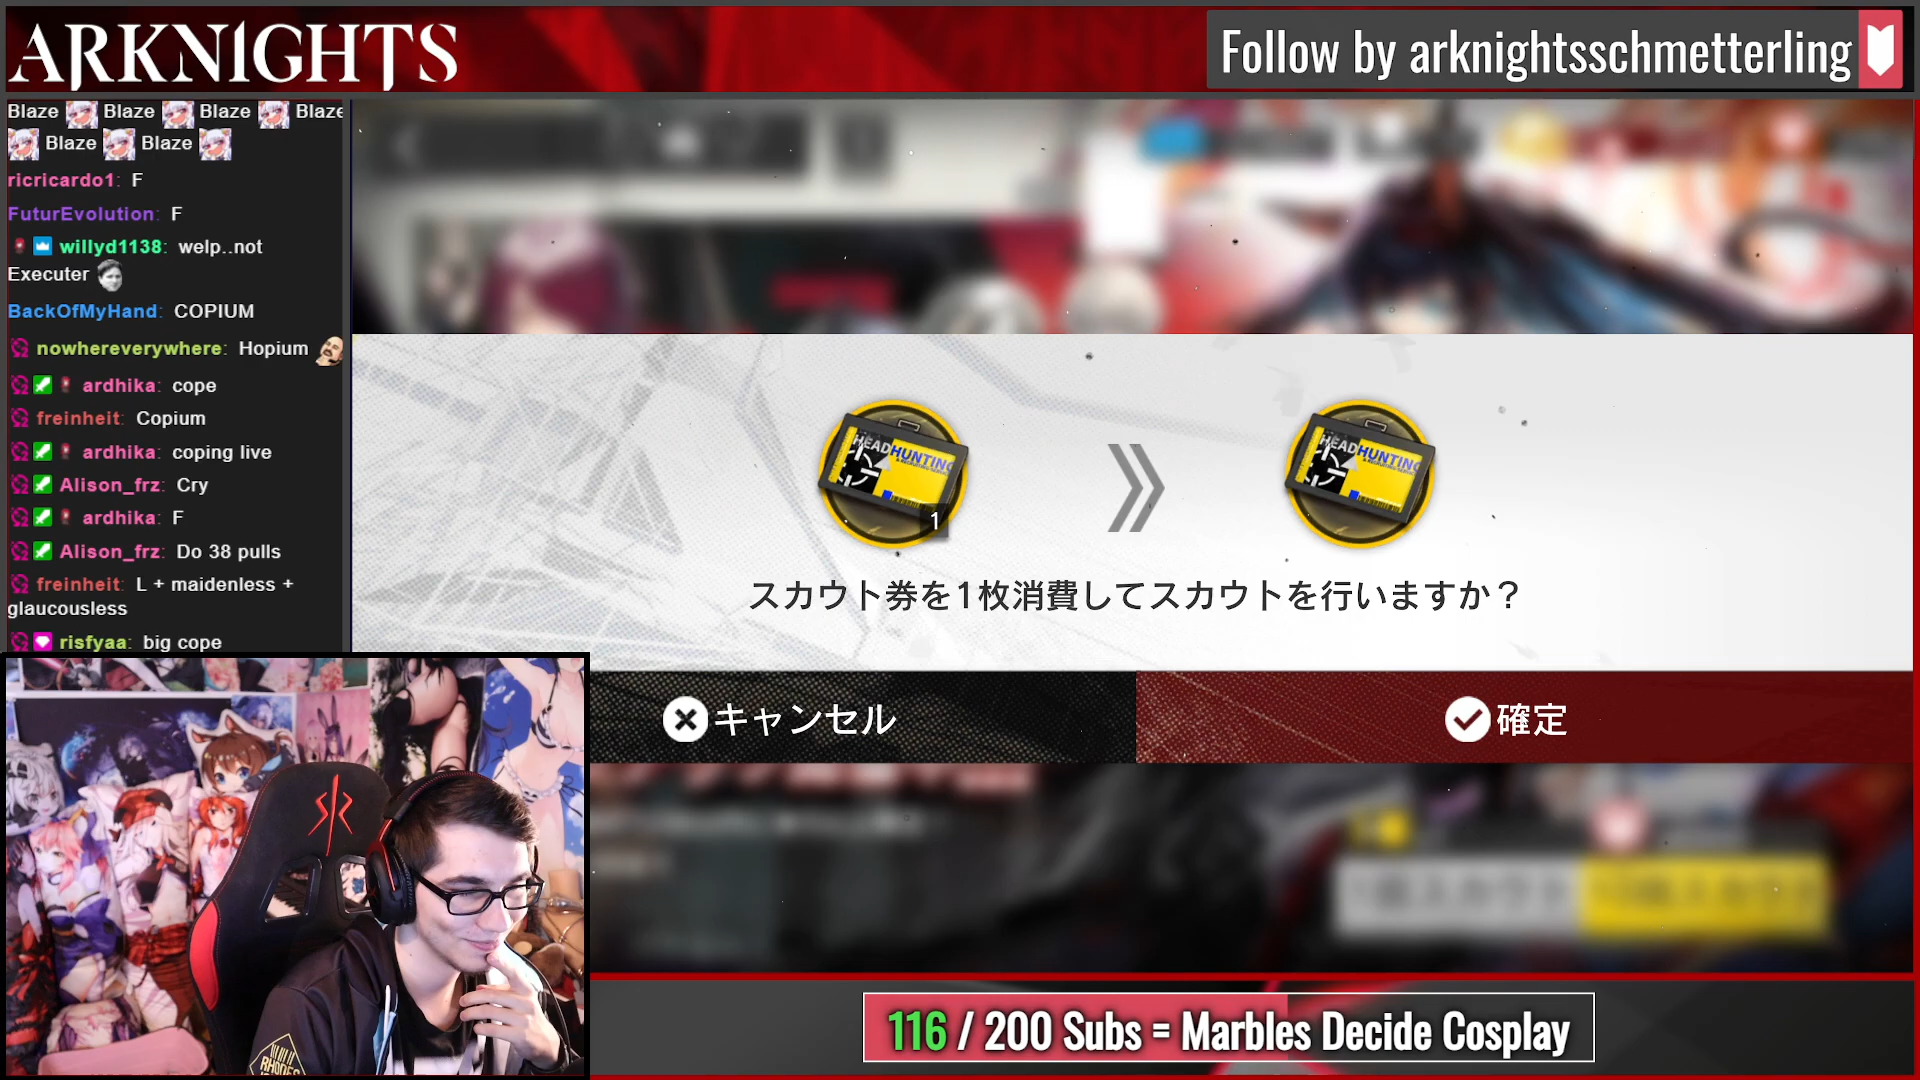 ARKNIGHTS
Follow by arknightsschmetterling
Blaze Blaze Blaze Blaze
Blaze Blaze
ricricardo1: F
FuturEvolution: F
willyd1138: welp..not
Executer
BackOfMyHand: COPIUM
nowhereverywhere: Hopium
ardhika: cope
freinheit: Copium
ardhika: coping live
Alison_frz: Cry
ardhika: F
Alison_frz: Do 38 pulls
freinheit: L + maidenless +
glaucousless
risfyaa: big cope
HEADHUNTING
1
HEADHUNTING
スカウト券を1枚消費してスカウトを行いますか？
キャンセル
確定
RHODES
116 / 200 Subs = Marbles Decide Cosplay